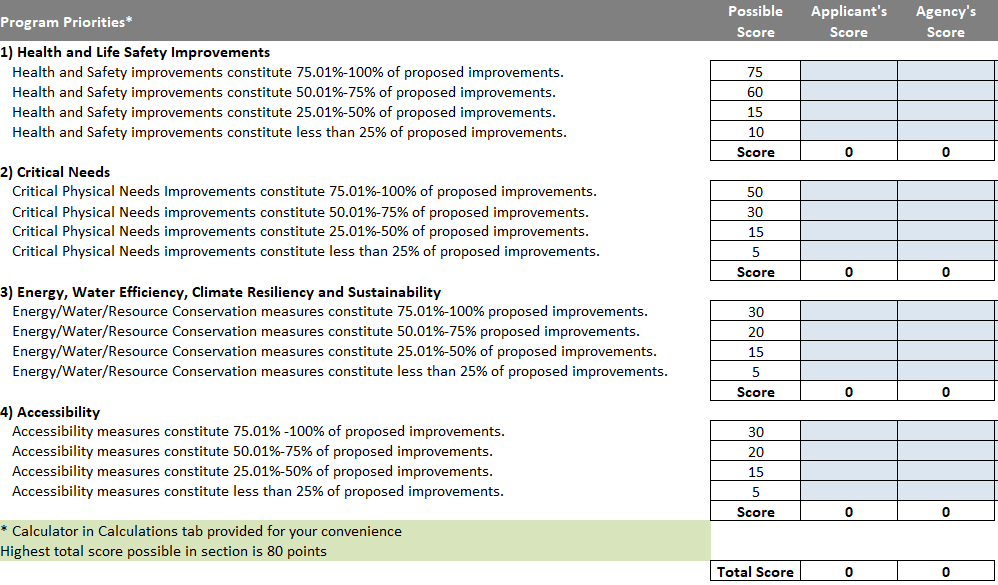 Program Priorities* Possible Score Applicant's Score Agency's Score
1) Health and Life Safety Improvements
Health and Safety improvements constitute 75.01%-100% of proposed improvements. 75
Health and Safety improvements constitute 50.01%-75% of proposed improvements. 60
Health and Safety improvements constitute 25.01%-50% of proposed improvements. 15
Health and Safety improvements constitute less than 25% of proposed improvements. 10
Score 0 0
2) Critical Needs
Critical Physical Needs Improvements constitute 75.01%-100% of proposed improvements. 50
Critical Physical Needs improvements constitute 50.01%-75% of proposed improvements. 30
Critical Physical Needs improvements constitute 25.01%-50% of proposed improvements. 15
Critical Physical Needs improvements constitute less than 25% of proposed improvements. 5
Score 0 0
3) Energy, Water Efficiency, Climate Resiliency and Sustainability
Energy/Water/Resource Conservation measures constitute 75.01%-100% proposed improvements. 30
Energy/Water/Resource Conservation measures constitute 50.01%-75% proposed improvements. 20
Energy/Water/Resource Conservation measures constitute 25.01%-50% of proposed improvements. 15
Energy/Water/Resource Conservation measures constitute less than 25% of proposed improvements. 5
Score 0 0
4) Accessibility
Accessibility measures constitute 75.01% -100% of proposed improvements. 30
Accessibility measures constitute 50.01%-75% of proposed improvements. 20
Accessibility measures constitute 25.01%-50% of proposed improvements. 15
Accessibility measures constitute less than 25% of proposed improvements. 5
Score 0 0
* Calculator in Calculations tab provided for your convenience
Highest total score possible in section is 80 points
Total Score 0 0